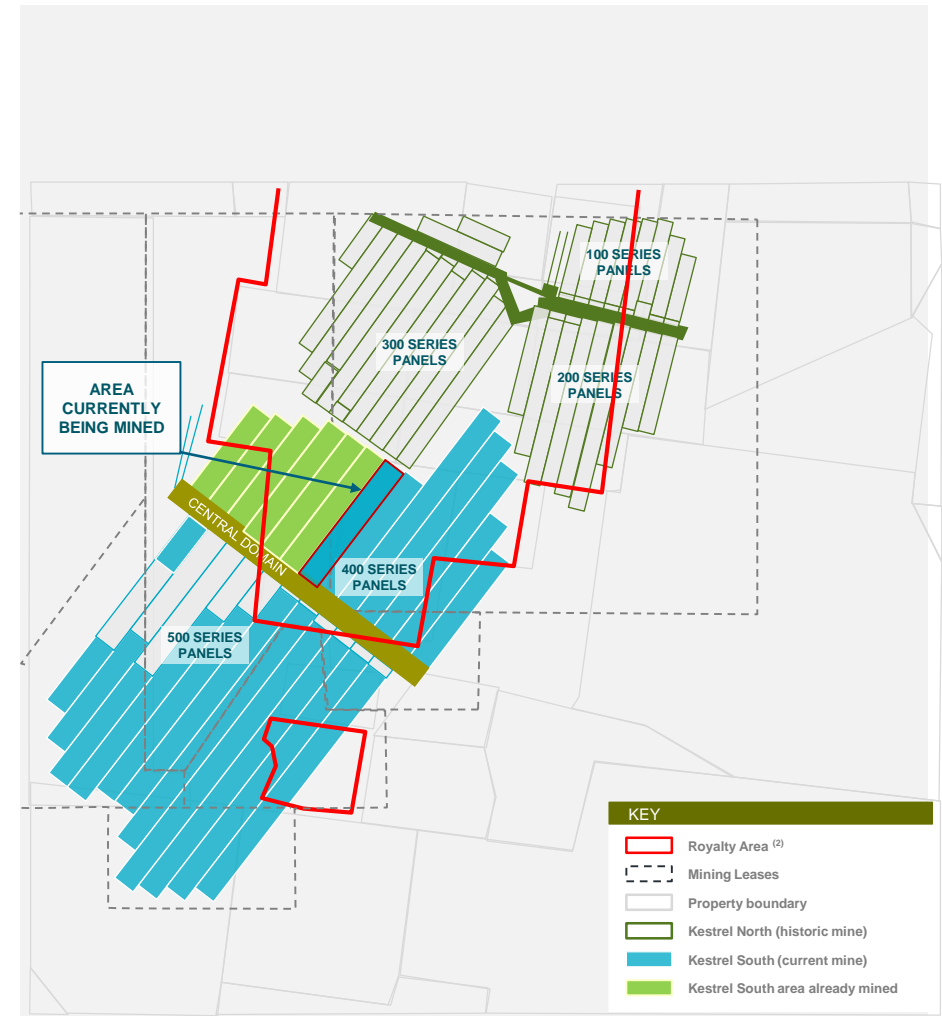 100 SERIES
PANELS
300 SERIES
PANELS
200 SERIES
PANELS
AREA
CURRENTLY
BEING MINED
CENTRAL DOMAIN
400 SERIES
PANELS
500 SERIES
PANELS
KEY
Royalty Area (2)
Mining Leases
Property boundary
Kestrel North (historic mine)
Kestrel South (current mine)
Kestrel South area already mined